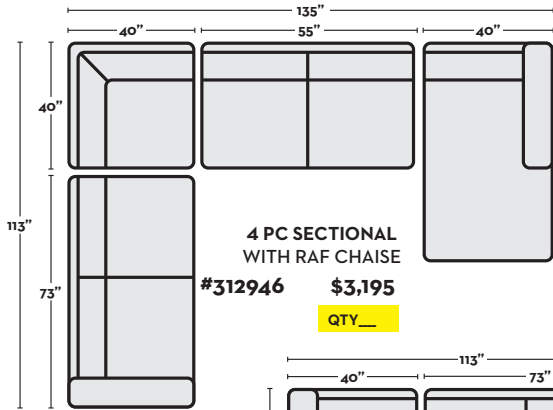 135”
40” 55” 40”
40”
113”
73”
4 PC SECTIONAL
WITH RAF CHAISE
#312946 $3,195
QTY__
113”
40” 73”